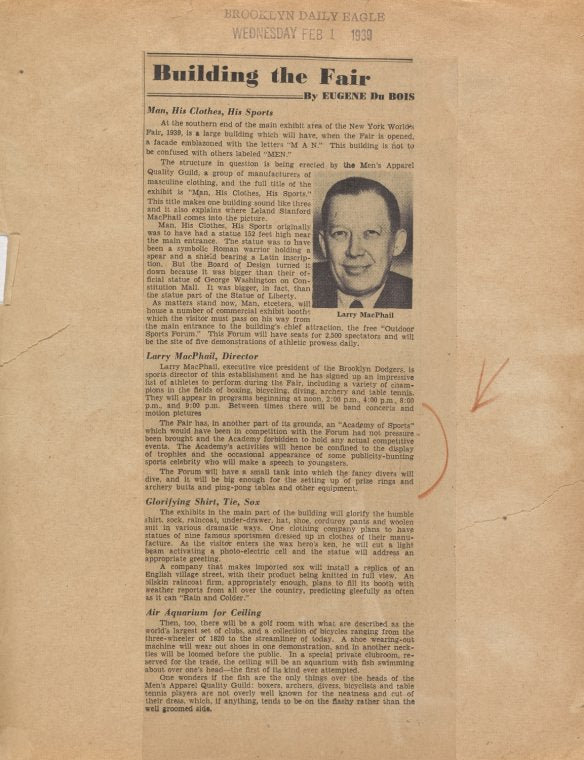 BROOKLYN DAILY EAGLE
WEDNESDAY FEB 1 1939
Building the Fair
By EUGENE Du BOIS
Man, His Clothes, His Sports
At the southern end of the main exhibit area of the New York World's
Fair, 1939, is a large building which will have, when the Fair is opened,
a facade emblazoned with the letters "M A N." This building is not to
be confused with others labeled "MEN."
The structure in question is being erected by the Men's Apparel
Quality Guild, a group of manufacturers of
masculine clothing, and the full title of the
exhibit is "Man, His Clothes, His Sports."
This title makes one building sound like three
and it also explains where Leland Stanford
MacPhail comes into the picture.
Man, His Clothes, His Sports originally
was to have had a statue 152 feet high near
the main entrance. The statue was to have
been a symbolic Roman warrior holding a
spear and a shield bearing a Latin inscrip-
tion. But the Board of Design turned it
down because it was bigger than their of-
ficial statue of George Washington on Con-
stitution Mall. It was bigger, in fact, than
the statue part of the Statue of Liberty.
As matters stand now, Man, etcetera, will
house a number of commercial exhibit booths
which the visitor must pass on his way from
the main entrance to the building's chief attraction, the free "Outdoor
Sports Forum." This Forum will have seats for 2,500 spectators and will
be the site of five demonstrations of athletic prowess daily.
Larry MacPhail
Larry MacPhail, Director
Larry MacPhail, executive vice president of the Brooklyn Dodgers, is
sports director of this establishment and he has signed up an impressive
list of athletes to perform during the Fair, including a variety of cham-
pions in the fields of boxing, bicycling, diving, archery and table tennis.
They will appear in programs beginning at noon, 2:00 p.m., 4:00 p.m., 8:00
p.m., and 9:00 p.m. Between times there will be band concerts and
motion pictures
The Fair has, in another part of its grounds, an "Academy of Sports"
which would have been in competition with the Forum had not pressure
been brought and the Academy forbidden to hold any actual competitive
events. The Academy's activities will hence be confined to the display
of trophies and the occasional appearance of some publicity-hunting
sports celebrity who will make a speech to youngsters.
The Forum will have a small tank into which the fancy divers will
dive, and it will be big enough for the setting up of prize rings and
archery butts and ping-pong tables and other equipment.
Glorifying Shirt, Tie, Sox
The exhibits in the main part of the building will glorify the humble
shirt, sock, raincoat, under-drawer, hat, shoe, corduroy pants and woolen
suit in various dramatic ways. One clothing company plans to have
statues of nine famous sportsmen dressed up in clothes of their manu-
facture. As the visitor enters the wax hero's ken, he will cut a light
beam activating a photo-electric cell and the statue will address an
appropriate greeting.
A company that makes imported sox will install a replica of an
English village street, with their product being knitted in full view. An
oilskin raincoat firm, appropriately enough, plans to fill its booth with
weather reports from all over the country, predicting gleefully as often
as it can "Rain and Colder."
Air Aquarium for Ceiling
Then, too, there will be a golf room with what are described as the
world's largest set of clubs, and a collection of bicycles ranging from the
three-wheeler of 1820 to the streamliner of today. A shoe wearing-out
machine will wear out shoes in one demonstration, and in another neck-
ties will be loomed before the public. In a special private clubroom, re-
served for the trade, the ceiling will be an aquarium with fish swimming
about over one's head—the first of its kind ever attempted.
One wonders if the fish are the only things over the heads of the
Men's Apparel Quality Guild: boxers, archers, divers, bicyclists and table
tennis players are not overly well known for the neatness and cut of
their dress, which, if anything, tends to be on the flashy rather than the
well groomed side.